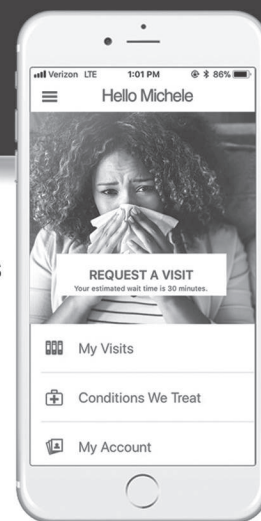 Verizon LTE 1:01 PM 86%
Hello Michele
REQUEST A VISIT
Your estimated wait time is 30 minutes.
My Visits
Conditions We Treat
My Account